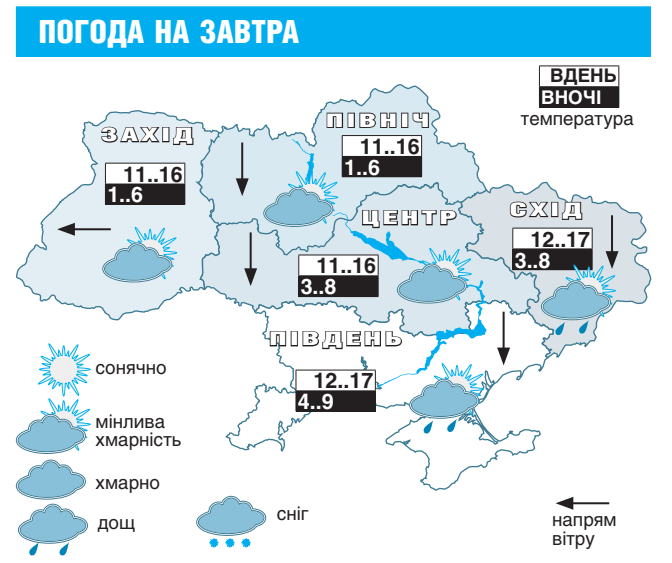 ПОГОДА НА ЗАВТРА
ВДЕНЬ
ВНОЧІ
температура
ЗАХІД
11..16
1..6
ПІВНІЧ
11..16
1..6
ЦЕНТР
11..16
3..8
СХІД
12..17
3..8
ПІВДЕНЬ
12..17
4..9
сонячно
мінлива
хмарність
хмарно
дощ
сніг
напрям
вітру